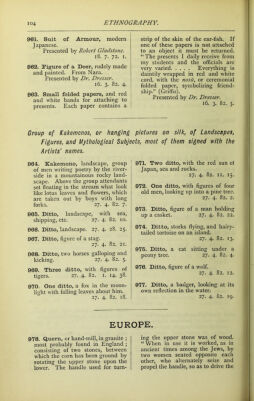 104
ETHNOGRAPHY.
961. Suit of Armour, modern
Japanese.
Presented by Robert Gladstone.
16. 7. 72. 1.
962. Figure of a Deer, rudely made
and painted. From Nara.
Presented by Dr. Dresser.
16. 3. 82. 4.
963. Small folded papers, and red
and white bands for attaching to
presents. Each paper contains a
strip of the skin of the ear-fish. If
one of these papers is not attached
to an object it must be returned.
"The presents I daily receive from
my students and the officials are
very varied. . . . Everything is
daintily wrapped in red and white
cord, with the nosi, or ceremonial
folded paper, symbolising friend-
ship." (Griffis).
Presented by Dr. Dresser.
16. 3. 82. 3.
Group of Kakemonos, or hanging pictures on silk, of Landscapes,
Figures, and Mythological Subjects, most of them signed with the
Artists' names.
964. Kakemono, landscape, group
of men writing poetry by the river-
side in a mountainous rocky land-
scape. Above the group attendants
set floating in the stream what look
like lotus leaves and flowers, which
are taken out by boys with long
forks. 27. 4. 82. 7.
965. Ditto, landscape, with sea,
shipping, etc. 27. 4. 82. 10.
966. Ditto, landscape. 27. 4. 82. 25.
967. Ditto, figure of a stag.
27. 4. 82. 21.
968. Ditto, two horses galloping and
kicking. 27. 4. 82. 5.
969. Three ditto, with figures of
tigers. 27. 4. 82. 1. 14. 38.
970. One ditto, a fox in the moon-
light with falling leaves about him.
27. 4. 82. 18.
971. Two ditto, with the red sun of
Japan, sea and rocks.
27. 4. 82. 11, 15.
972. One ditto, with figures of four
old men, looking up into a pine tree.
27. 4. 82. 2.
973. Ditto, figure of a man holding
up a casket. 27. 4. 82. 22.
974. Ditto, storks flying, and hairy-
tailed tortoise on an island.
27. 4. 82. 13.
975. Ditto, a cat sitting under a
peony tree. 27. 4. 82. 4.
976. Ditto, figure of a wolf.
27. 4. 82. 12.
977. Ditto, a badger, looking at its
own reflection in the water.
27. 4. 82. 19.
EUROPE.
978. Quern, or hand-mill, in granite;
most probably found in England;
consisting of two stones, between
which the corn has been ground by
rotating the upper stone upon the
lower. The handle used for turn-
ing the upper stone was of wood.
"When in use it is worked, as in
ancient times among the Jews, by
two women seated opposite each
other, who alternately seize and
propel the handle, so as to drive the